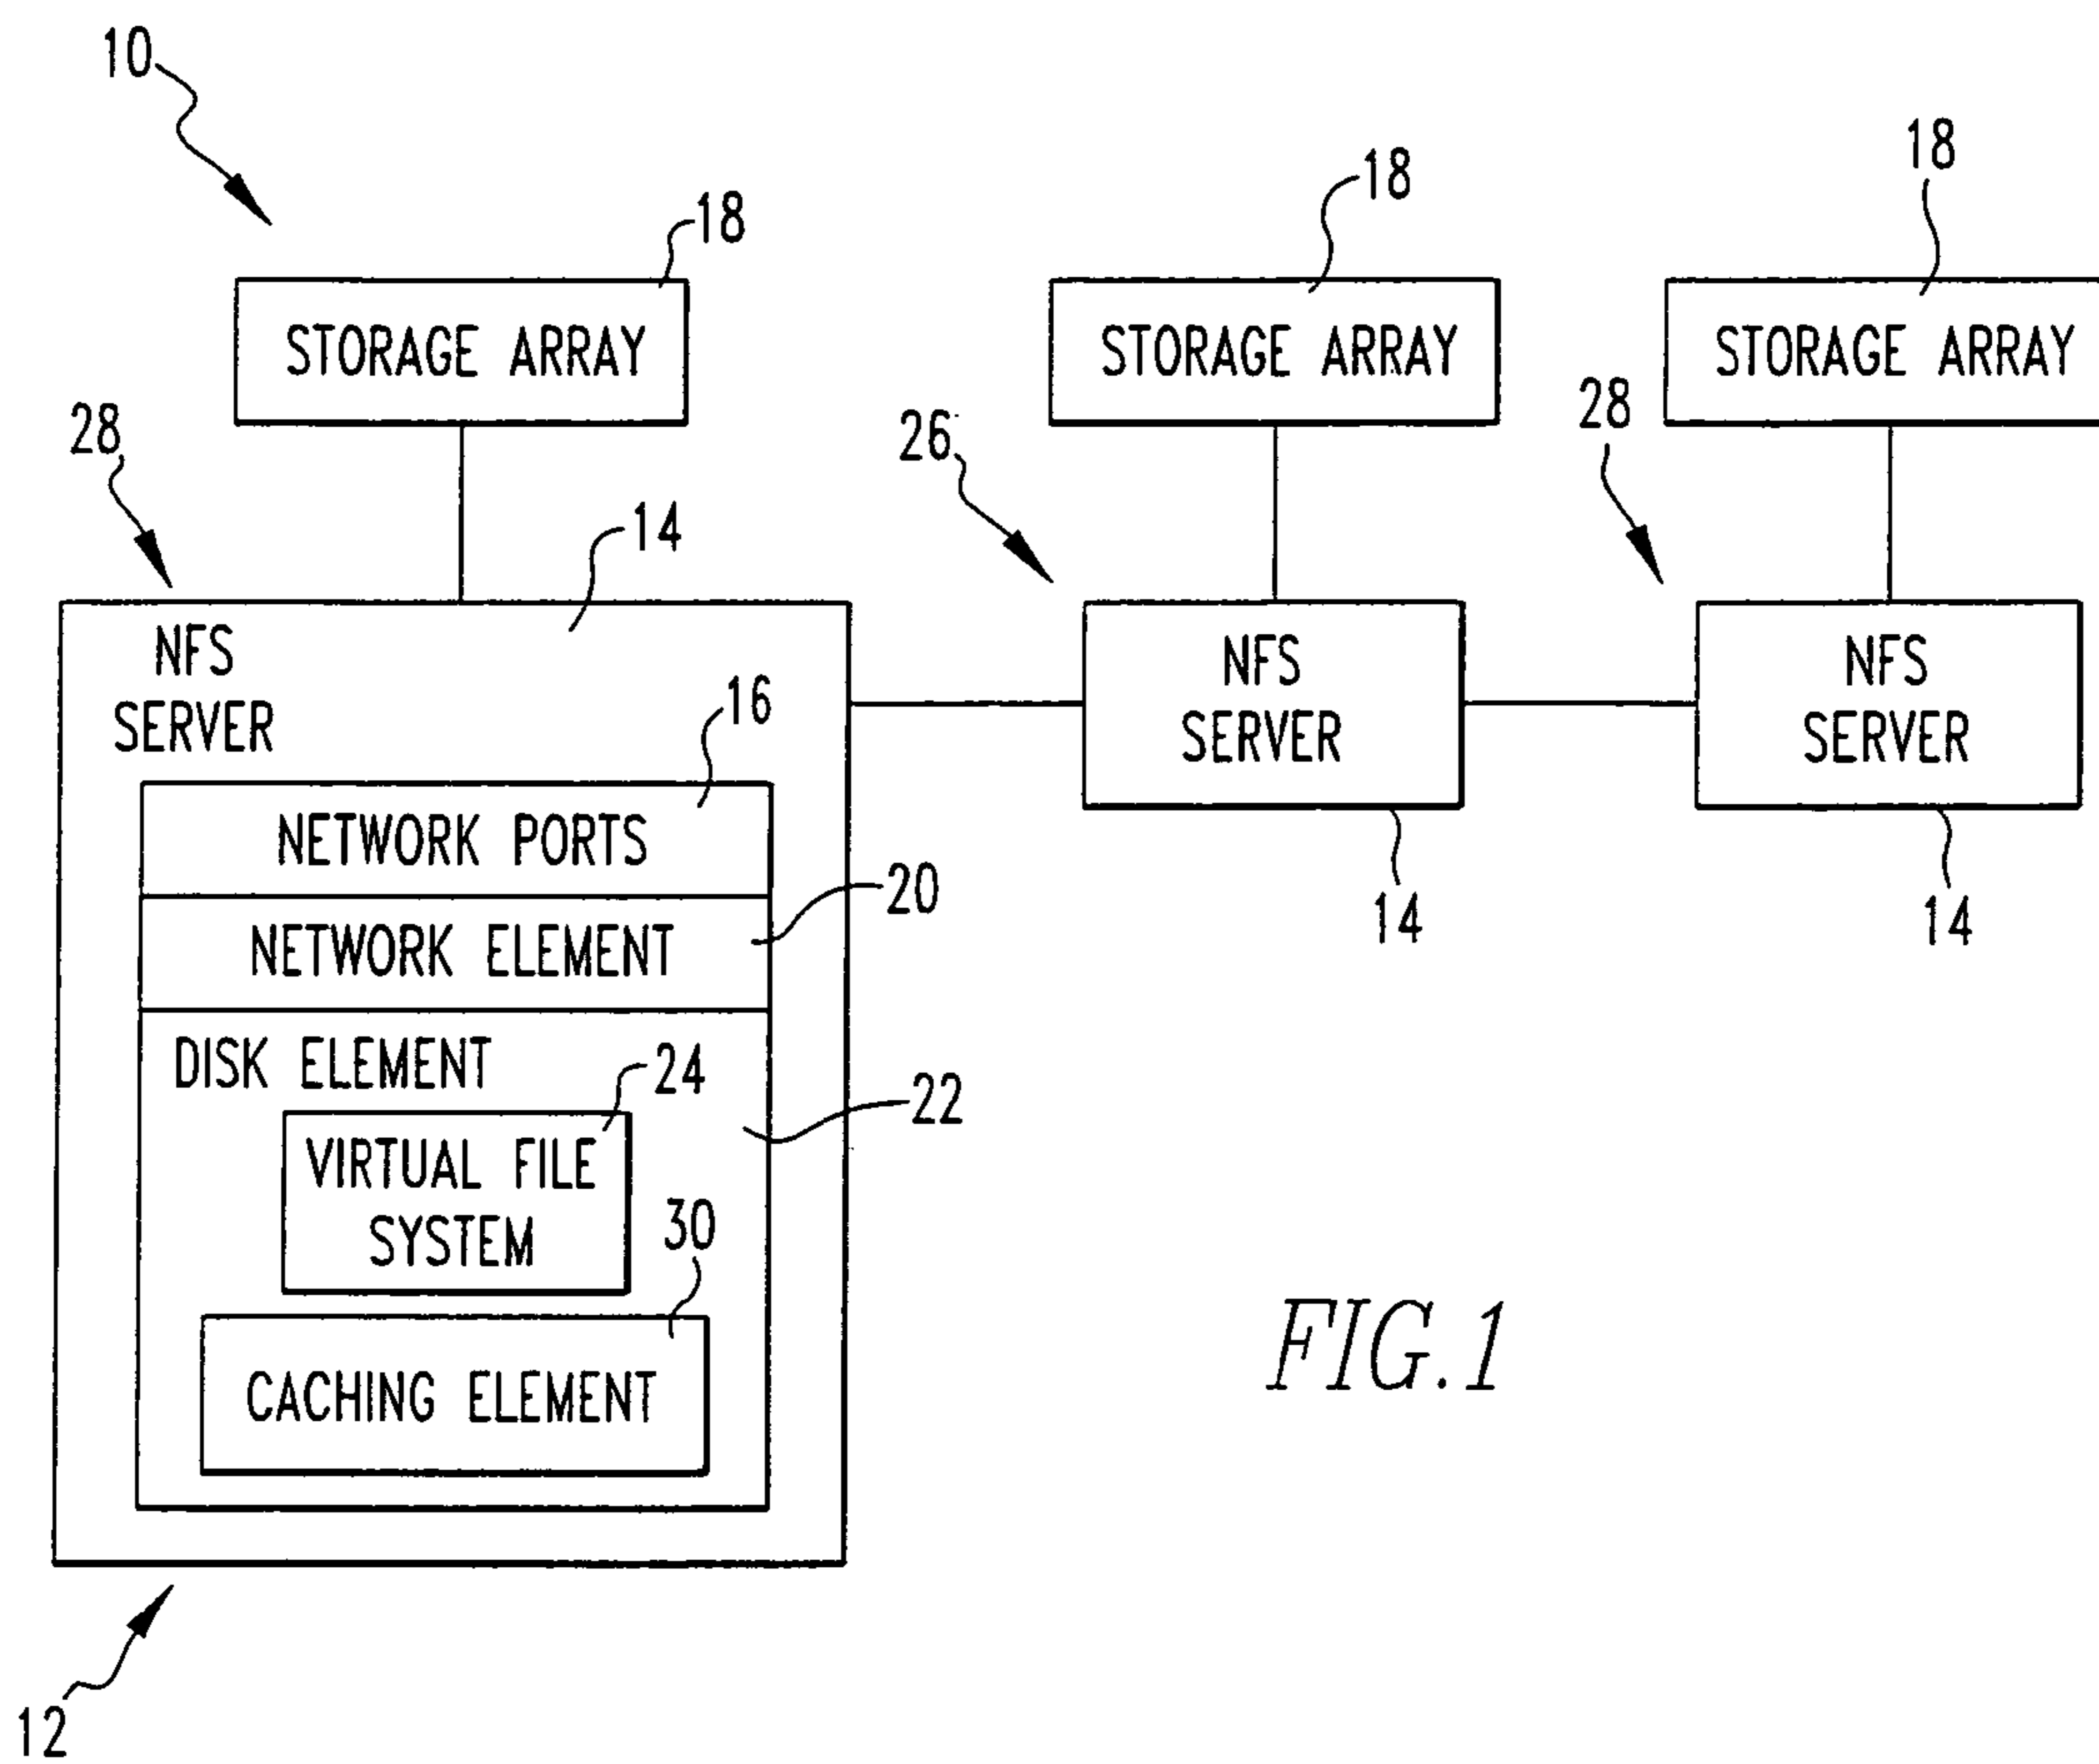 10
18
18
18
STORAGE ARRAY
STORAGE ARRAY
STORAGE ARRAY
28
26
28
14
NFS
SERVER
NFS
SERVER
NFS
SERVER
16
NETWORK PORTS
20
14
14
NETWORK ELEMENT
DISK ELEMENT
24
22
VIRTUAL FILE
SYSTEM
30
CACHING ELEMENT
FIG.1
12